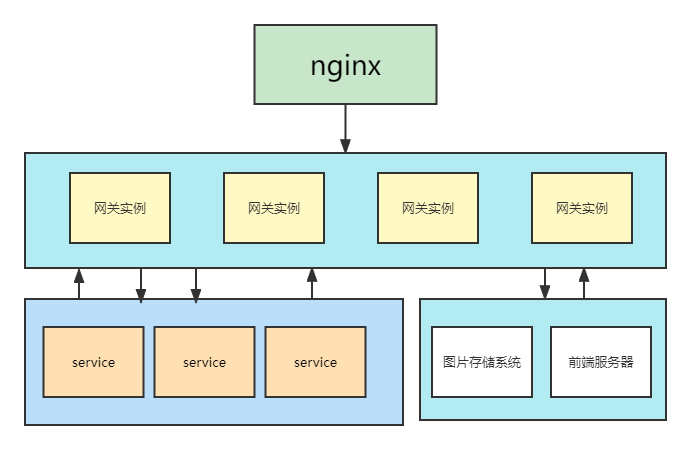 nginx
网关实例
网关实例
网关实例
网关实例
service
service
service
图片存储系统
前端服务器